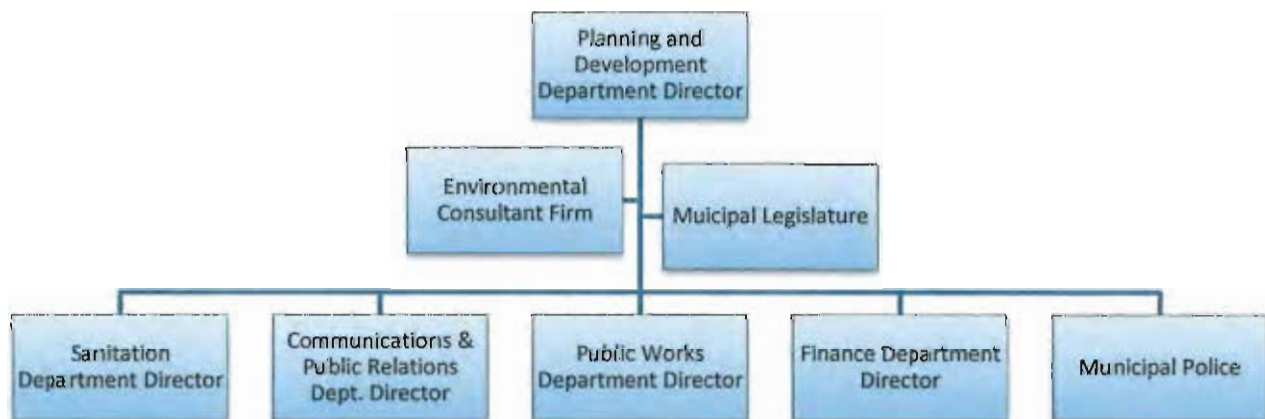 Planning and
Development
Department Director
Environmental
Consultant Firm
Muicipal Legislature
Sanitation
Department Director
Communications &
Public Relations
Dept. Director
Public Works
Department Director
Finance Department
Director
Municipal Police